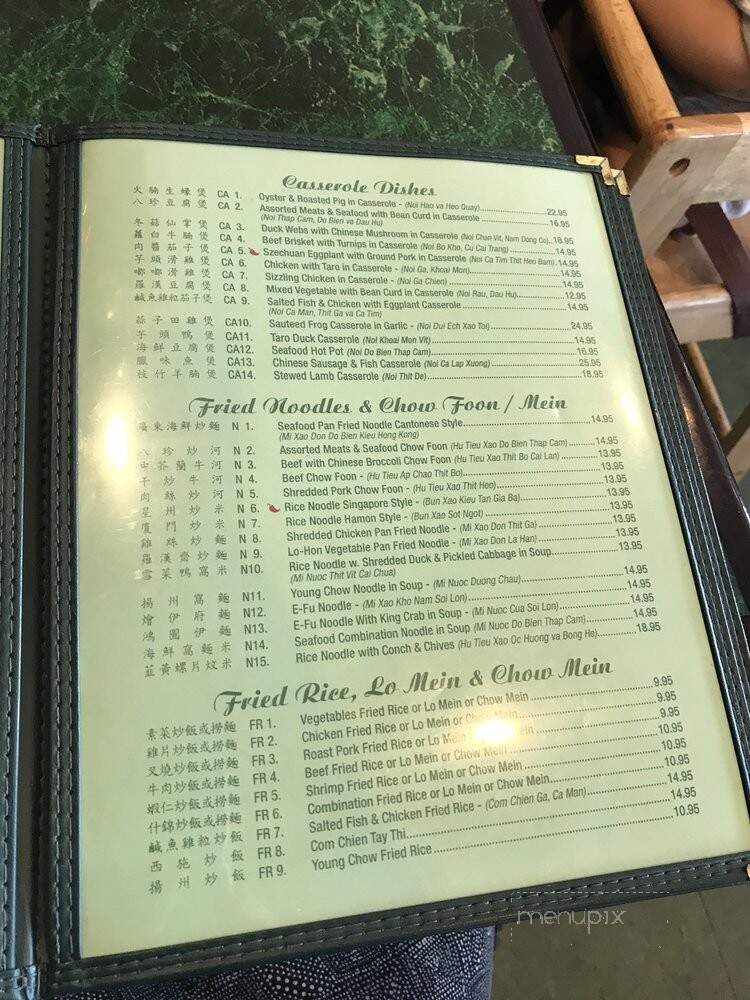 Casserole Dishes
火腩生蠔煲 CA 1. Oyster & Roasted Pig in Casserole - (Noi Hao va Heo Quay)........22.95
八珍豆腐煲 CA 2. Assorted Meats & Seafood with Bean Curd in Casserole........16.95
(Noi Thap Cam, Do Bien va Dau Hu)
冬菇仙掌煲 CA 3. Duck Webs with Chinese Mushroom in Casserole (Noi Chan Vit, Nam Dong Co)..18.95
蘿白牛腩煲 CA 4. Beef Brisket with Turnips in Casserole (Noi Bo Kho, Cu Cai Trang)........14.95
肉醬茄子煲 CA 5. Szechuan Eggplant with Ground Pork in Casserole (Noi Ca Tim Thit Heo Bam)..14.95
芋頭滑雞煲 CA 6. Chicken with Taro in Casserole - (Noi Ga, Khoai Mon)........14.95
啫啫滑雞煲 CA 7. Sizzling Chicken in Casserole - (Noi Ga Chien)........14.95
羅漢豆腐煲 CA 8. Mixed Vegetable with Bean Curd in Casserole (Noi Rau, Dau Hu)........12.95
鹹魚雞粒茄子煲 CA 9. Salted Fish & Chicken with Eggplant Casserole........14.95
(Noi Ca Man, Thit Ga va Ca Tim)
蒜子田雞煲 CA10. Sauteed Frog Casserole in Garlic - (Noi Dui Ech Xao Toi)........24.95
芋頭鴨煲 CA11. Taro Duck Casserole (Noi Khoai Mon Vit)........14.95
海鮮豆腐煲 CA12. Seafood Hot Pot (Noi Do Bien Thap Cam)........16.95
臘味魚煲 CA13. Chinese Sausage & Fish Casserole (Noi Ca Lap Xuong)........25.95
枝竹羊腩煲 CA14. Stewed Lamb Casserole (Noi Thit De)........18.95
Fried Noodles & Chow Foon / Mein
廣東海鮮炒麵 N 1. Seafood Pan Fried Noodle Cantonese Style........14.95
(Mi Xao Don Do Bien Kieu Hong Kong)
八珍炒河 N 2. Assorted Meats & Seafood Chow Foon (Hu Tieu Xao Do Bien Thap Cam)........14.95
中芥蘭牛河 N 3. Beef with Chinese Broccoli Chow Foon (Hu Tieu Xao Thit Bo Cai Lan)........13.95
干炒牛河 N 4. Beef Chow Foon - (Hu Tieu Ap Chao Thit Bo)........13.95
肉絲炒河 N 5. Shredded Pork Chow Foon - (Hu Tieu Xao Thit Heo)........13.95
星州炒米 N 6. Rice Noodle Singapore Style - (Bun Xao Kieu Tan Gia Ba)........13.95
廈門炒米 N 7. Rice Noodle Hamon Style - (Bun Xao Sot Ngot)........13.95
雞絲炒麵 N 8. Shredded Chicken Pan Fried Noodle - (Mi Xao Don Thit Ga)........13.95
羅漢齋炒麵 N 9. Lo-Hon Vegetable Pan Fried Noodle - (Mi Xao Don La Han)........13.95
雪菜鴨窩米 N10. Rice Noodle w. Shredded Duck & Pickled Cabbage in Soup........13.95
(Mi Nuoc Thit Vit Cai Chua)
揚州窩麵 N11. Young Chow Noodle in Soup - (Mi Nuoc Duong Chau)........14.95
燴伊府麵 N12. E-Fu Noodle - (Mi Xao Kho Nam Soi Lon)........14.95
鴻圖伊麵 N13. E-Fu Noodle With King Crab in Soup - (Mi Nuoc Cua Soi Lon)........14.95
海鮮窩麵米 N14. Seafood Combination Noodle in Soup (Mi Nuoc Do Bien Thap Cam)........14.95
韮黃螺片炆米 N15. Rice Noodle with Conch & Chives (Hu Tieu Xao Oc Huong va Bong He)........18.95
Fried Rice, Lo Mein & Chow Mein
素菜炒飯或撈麵 FR 1. Vegetables Fried Rice or Lo Mein or Chow Mein........9.95
雞片炒飯或撈麵 FR 2. Chicken Fried Rice or Lo Mein or Chow Mein........9.95
叉燒炒飯或撈麵 FR 3. Roast Pork Fried Rice or Lo Mein........9.95
牛肉炒飯或撈麵 FR 4. Beef Fried Rice or Lo Mein or Chow Mein........10.95
蝦仁炒飯或撈麵 FR 5. Shrimp Fried Rice or Lo Mein or Chow Mein........10.95
什錦炒飯或撈麵 FR 6. Combination Fried Rice or Lo Mein or Chow Mein........10.95
鹹魚雞粒炒飯 FR 7. Salted Fish & Chicken Fried Rice - (Com Chien Ga, Ca Man)........14.95
西施炒飯 FR 8. Com Chien Tay Thi........14.95
揚州炒飯 FR 9. Young Chow Fried Rice........10.95
menupix